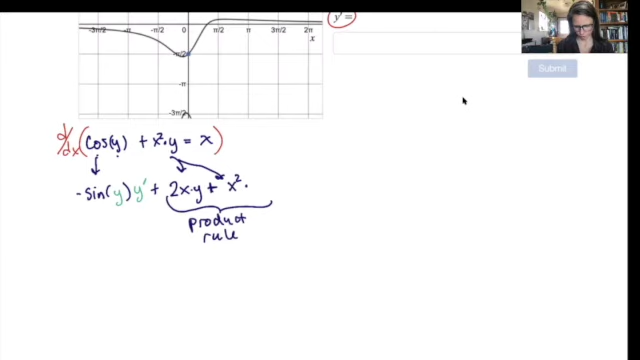 y' =
-3π/2 -π -π/2 π/2 π 3π/2 2π
x
-π/2
-π
-3π/2
Submit
d/dx (cos(y) + x²·y = x)
-sin(y) y' + 2x·y + x²·
product
rule